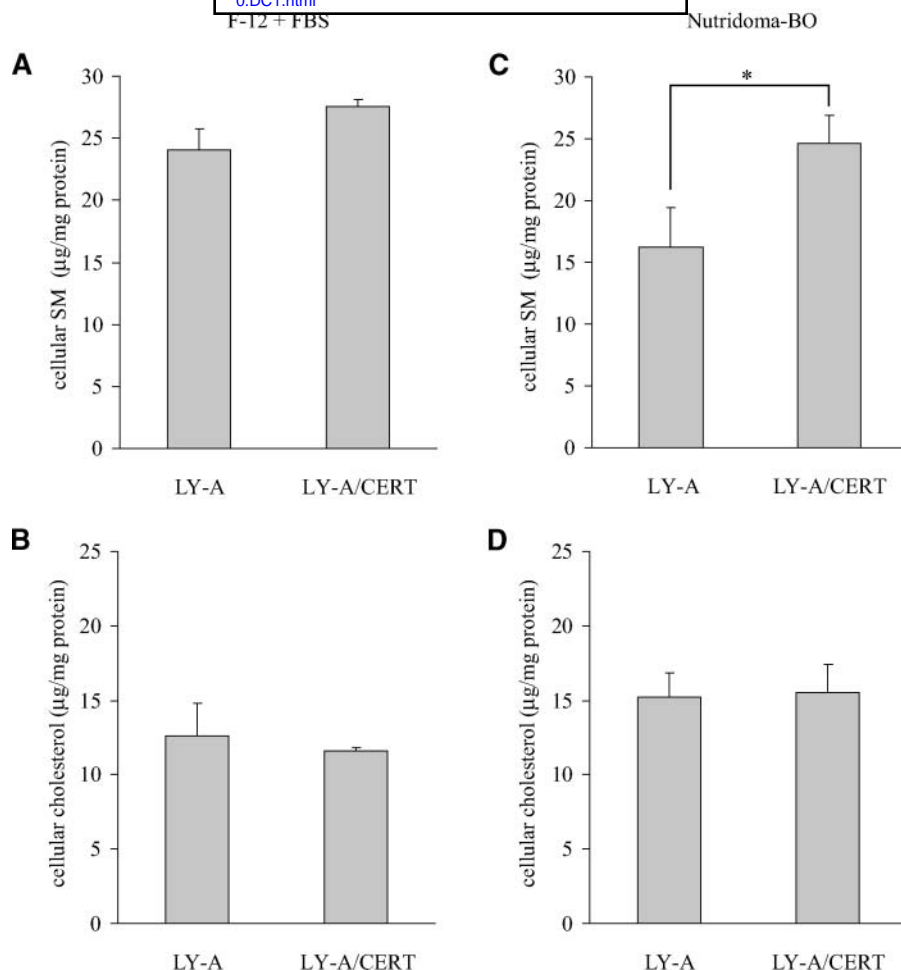 0.DC1.html
F-12 + FBS
Nutridoma-BO
A
30
25
20
15
10
5
0
cellular SM (µg/mg protein)
LY-A LY-A/CERT
C
*
30
25
20
15
10
5
0
cellular SM (µg/mg protein)
LY-A LY-A/CERT
B
25
20
15
10
5
0
cellular cholesterol (µg/mg protein)
LY-A LY-A/CERT
D
25
20
15
10
5
0
cellular cholesterol (µg/mg protein)
LY-A LY-A/CERT